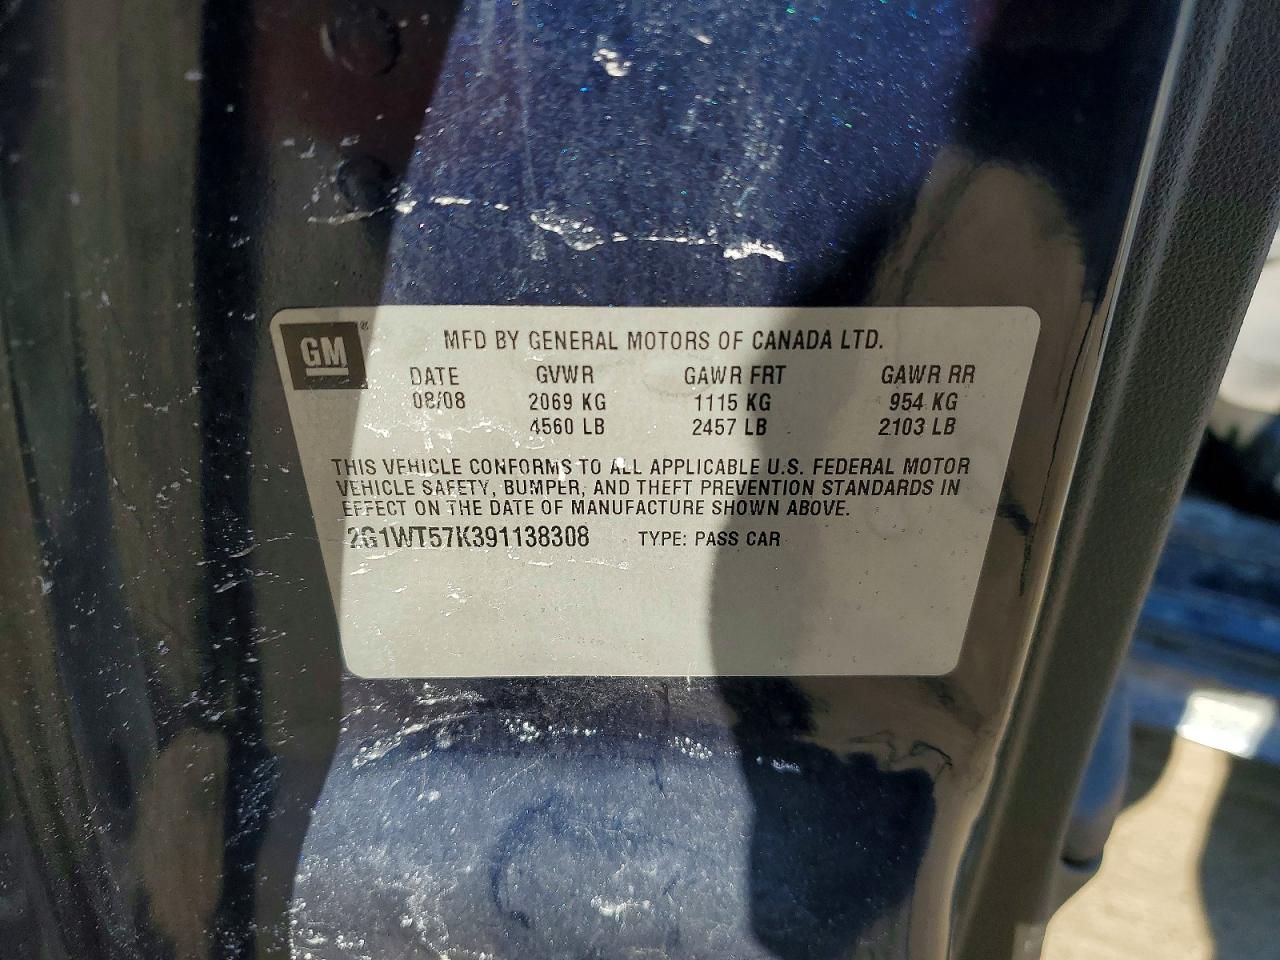 GM®
MFD BY GENERAL MOTORS OF CANADA LTD.
DATE GVWR GAWR FRT GAWR RR
08/08 2069 KG 1115 KG 954 KG
4560 LB 2457 LB 2103 LB
THIS VEHICLE CONFORMS TO ALL APPLICABLE U.S. FEDERAL MOTOR
VEHICLE SAFETY, BUMPER, AND THEFT PREVENTION STANDARDS IN
EFFECT ON THE DATE OF MANUFACTURE SHOWN ABOVE.
2G1WT57K391138308 TYPE: PASS CAR